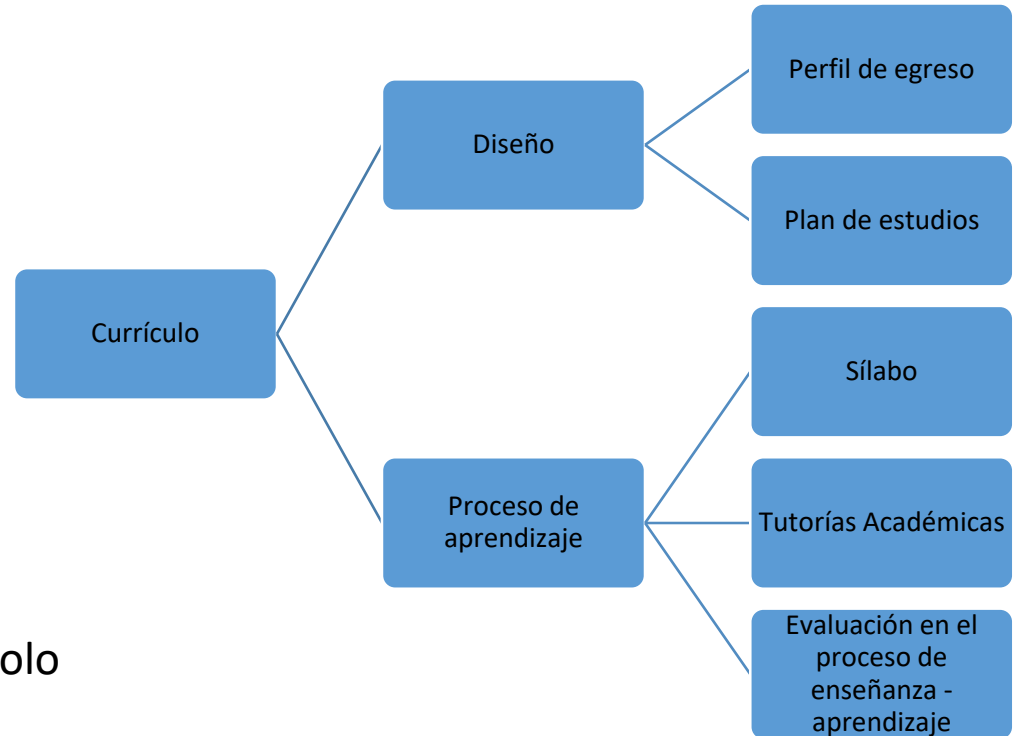 Currículo
Diseño
Perfil de egreso
Plan de estudios
Proceso de
aprendizaje
Sílabo
Tutorías Académicas
Evaluación en el
proceso de
enseñanza -
aprendizaje
olo